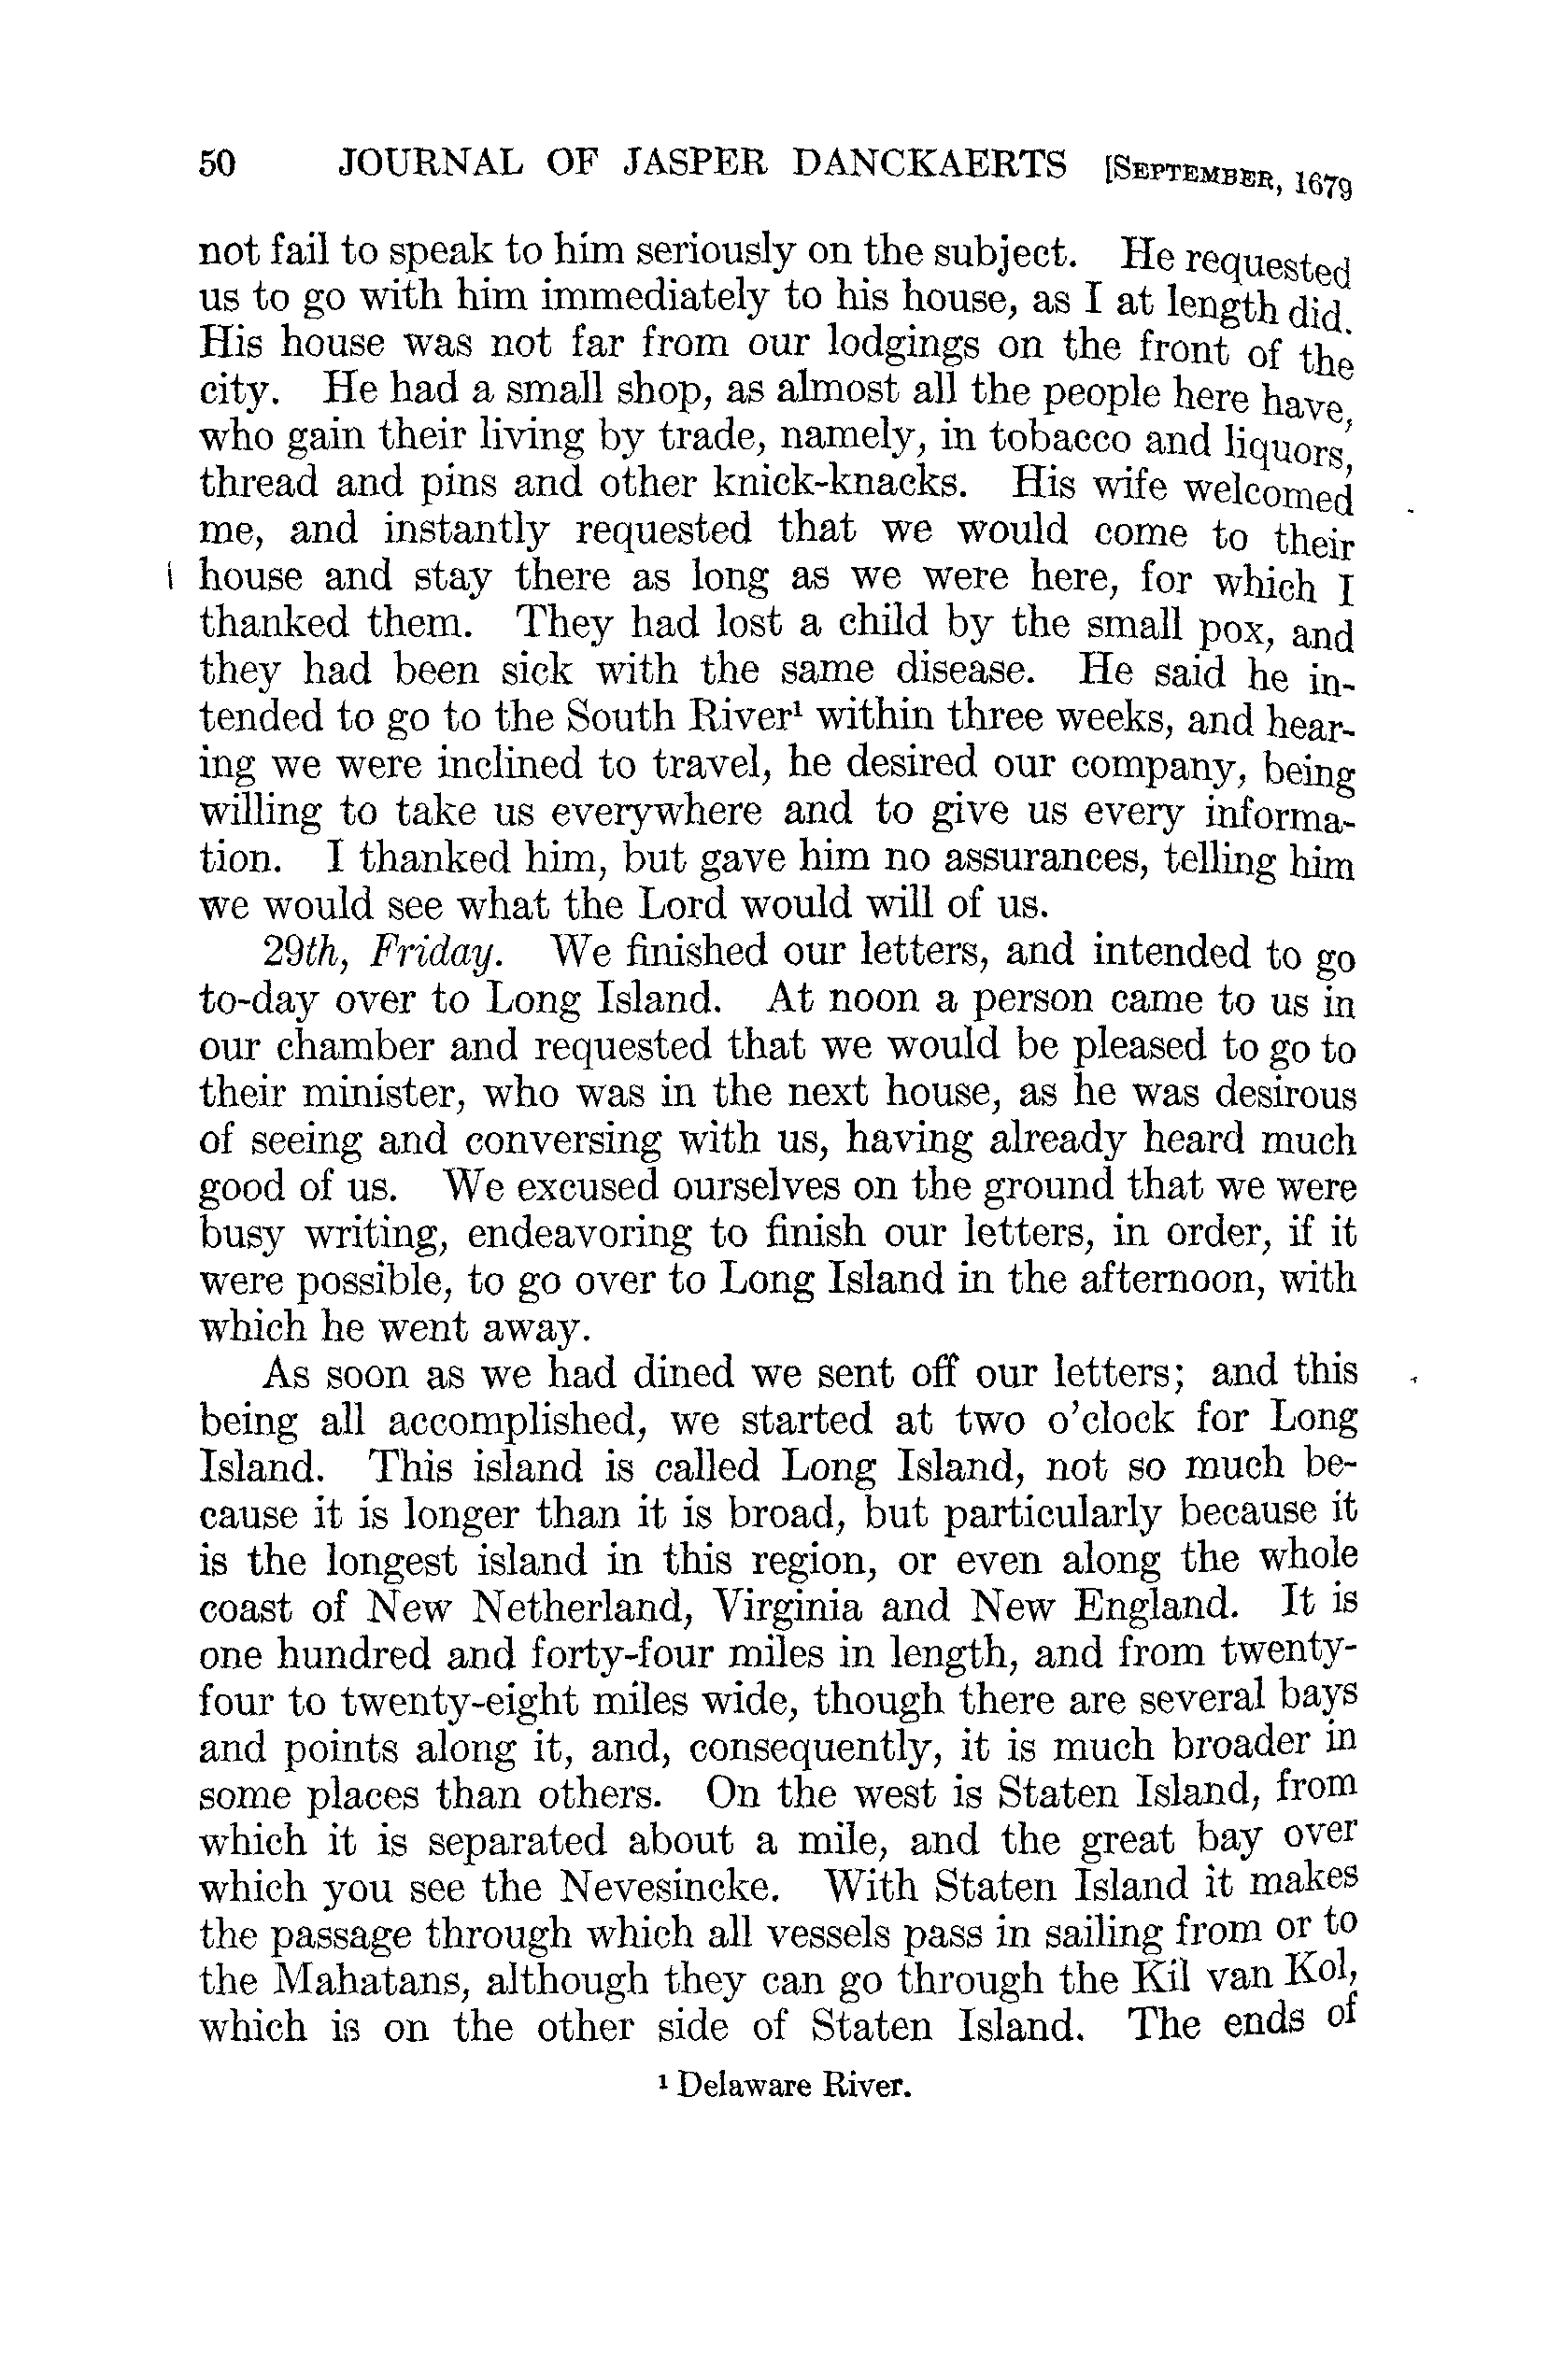 50 JOURNAL OF JASPER DANCKAERTS [SEPTEMBER, 1679
not fail to speak to him seriously on the subject. He requested
us to go with him immediately to his house, as I at length did.
His house was not far from our lodgings on the front of the
city. He had a small shop, as almost all the people here have,
who gain their living by trade, namely, in tobacco and liquors,
thread and pins and other knick-knacks. His wife welcomed
me, and instantly requested that we would come to their
house and stay there as long as we were here, for which I
thanked them. They had lost a child by the small pox, and
they had been sick with the same disease. He said he in-
tended to go to the South River¹ within three weeks, and hear-
ing we were inclined to travel, he desired our company, being
willing to take us everywhere and to give us every informa-
tion. I thanked him, but gave him no assurances, telling him
we would see what the Lord would will of us.
29th, Friday. We finished our letters, and intended to go
to-day over to Long Island. At noon a person came to us in
our chamber and requested that we would be pleased to go to
their minister, who was in the next house, as he was desirous
of seeing and conversing with us, having already heard much
good of us. We excused ourselves on the ground that we were
busy writing, endeavoring to finish our letters, in order, if it
were possible, to go over to Long Island in the afternoon, with
which he went away.
As soon as we had dined we sent off our letters; and this
being all accomplished, we started at two o'clock for Long
Island. This island is called Long Island, not so much be-
cause it is longer than it is broad, but particularly because it
is the longest island in this region, or even along the whole
coast of New Netherland, Virginia and New England. It is
one hundred and forty-four miles in length, and from twenty-
four to twenty-eight miles wide, though there are several bays
and points along it, and, consequently, it is much broader in
some places than others. On the west is Staten Island, from
which it is separated about a mile, and the great bay over
which you see the Nevesincke. With Staten Island it makes
the passage through which all vessels pass in sailing from or to
the Mahatans, although they can go through the Kil van Kol,
which is on the other side of Staten Island. The ends of
¹ Delaware River.